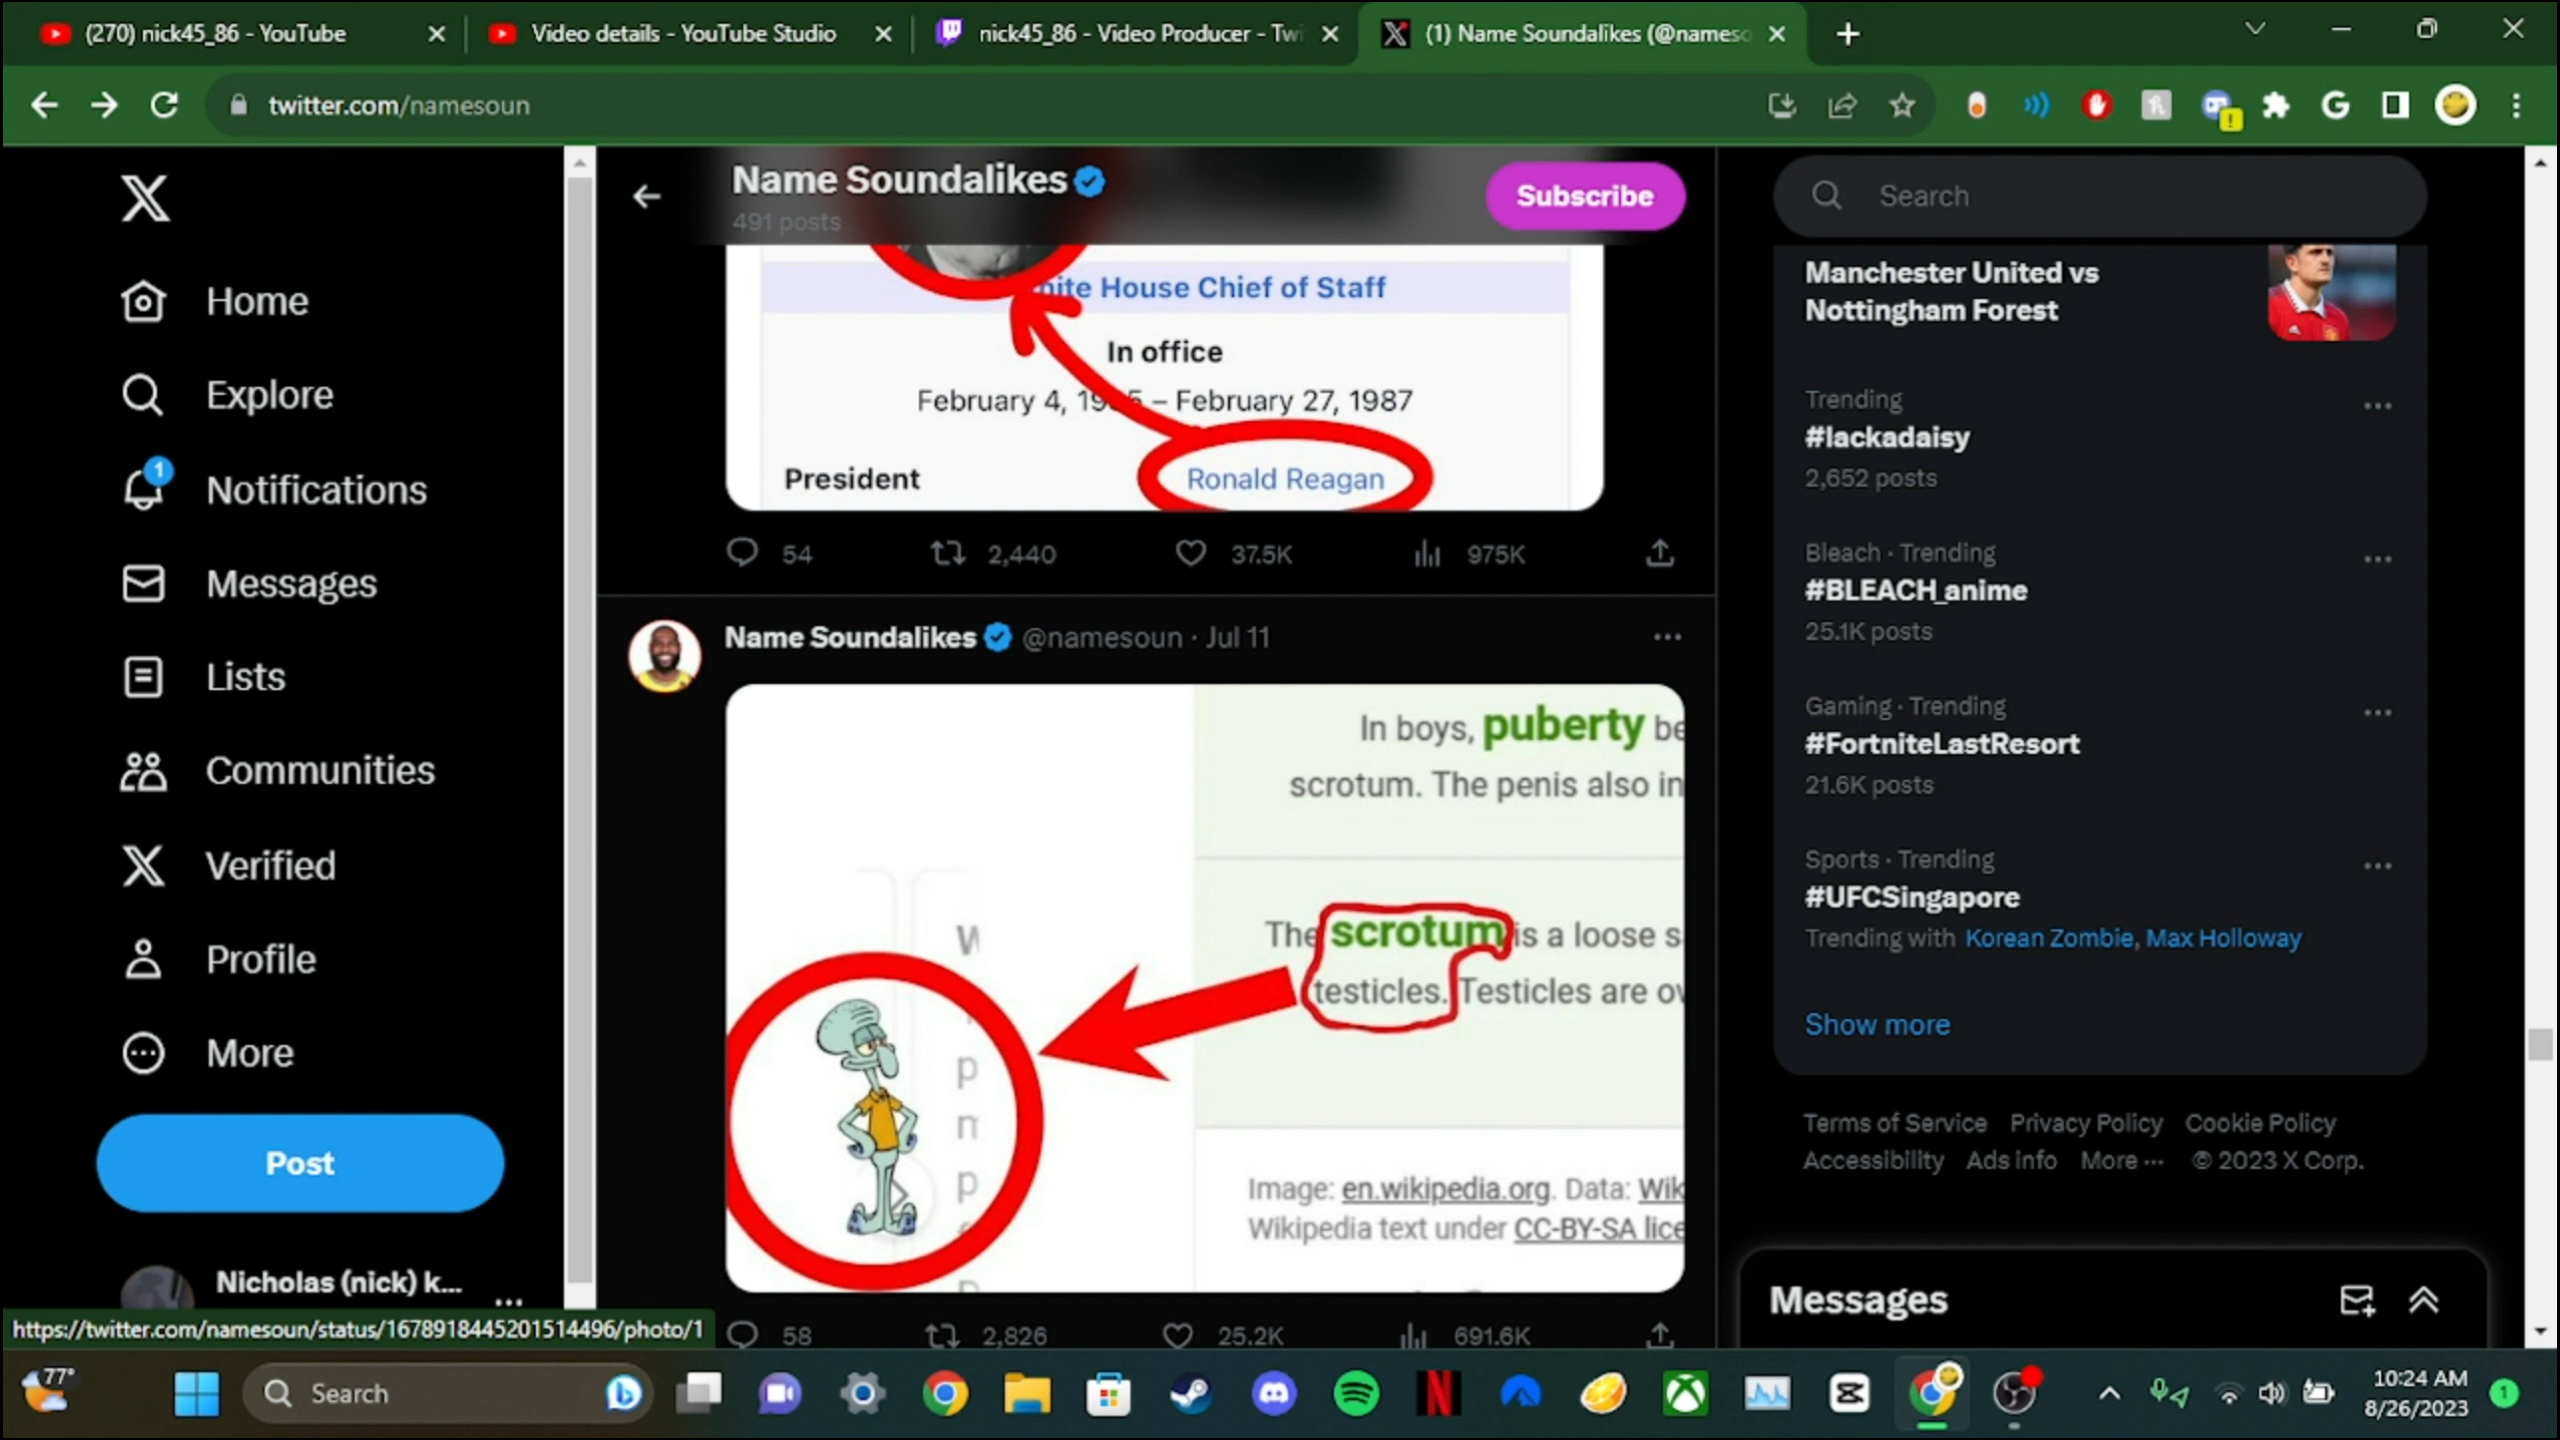 (270) nick45_86 - YouTube
Video details - YouTube Studio
nick45_86 - Video Producer - Twi
(1) Name Soundalikes (@nameso
twitter.com/namesoun
Home
Explore
1
Notifications
Messages
Lists
Communities
Verified
Profile
More
Post
Nicholas (nick) k...
https://twitter.com/namesoun/status/1678918445201514496/photo/1
Name Soundalikes
491 posts
Subscribe
hite House Chief of Staff
In office
February 4, 1985 – February 27, 1987
President Ronald Reagan
54 2,440 37.5K 975K
Name Soundalikes @namesoun · Jul 11
In boys, puberty be
scrotum. The penis also in
The scrotum is a loose s
testicles. Testicles are ov
W
p
m
p
Image: en.wikipedia.org. Data: Wik
Wikipedia text under CC-BY-SA lice
58 2,826 25.2K 691.6K
Search
Manchester United vs
Nottingham Forest
Trending
#lackadaisy
2,652 posts
Bleach · Trending
#BLEACH_anime
25.1K posts
Gaming · Trending
#FortniteLastResort
21.6K posts
Sports · Trending
#UFCSingapore
Trending with Korean Zombie, Max Holloway
Show more
Terms of Service Privacy Policy Cookie Policy
Accessibility Ads info More ··· © 2023 X Corp.
Messages
77°
Search
10:24 AM
8/26/2023
1